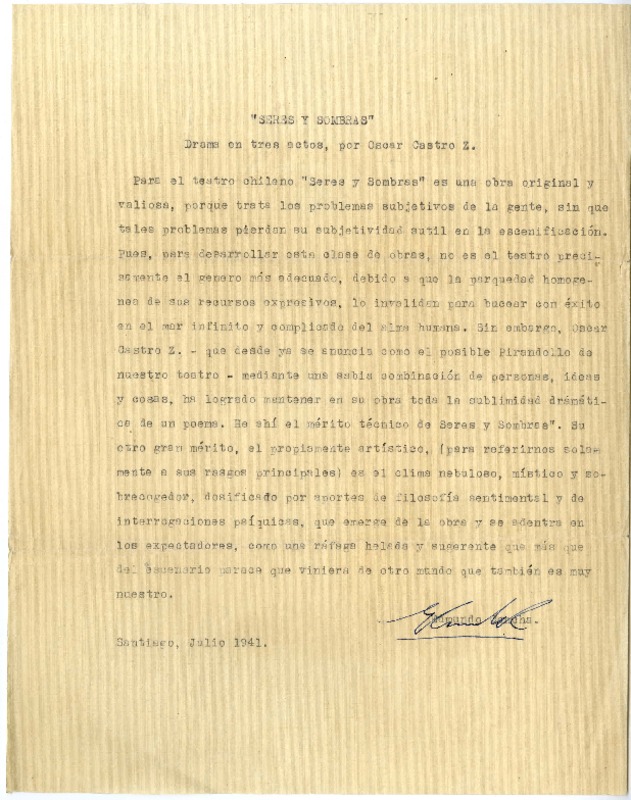 "SERES Y SOMBRAS"
Drama en tres actos, por Oscar Castro Z.
Para el teatro chileno "Seres y Sombras" es una obra original y
valiosa, porque trata los problemas subjetivos de la gente, sin que
tales problemas pierdan su subjetividad sutil en la escenificación.
Pues, para desarrollar esta clase de obras, no es el teatro preci-
samente el genero más adecuado, debido a que la parquedad homoge-
nea de sus recursos expresivos, lo invalidan para bucear con éxito
en el mar infinito y complicado del alma humana. Sin embargo, Oscar
Castro Z. - que desde ya se anuncia como el posible Pirandello de
nuestro teatro - mediante una sabia combinación de personas, ideas
y cosas, ha logrado mantener en su obra toda la sublimidad dramáti-
ca de un poema. He ahí el mérito técnico de Seres y Sombras". Su
otro gran mérito, el propiamente artístico, (para referirnos sola-
mente a sus rasgos principales) es el clima nebuloso, místico y so-
brecogedor, dosificado por aportes de filosofía sentimental y de
interrogaciones psíquicas, que emerge de la obra y se adentra en
los expectadores, como una ráfaga helada y sugerente que más que
del escenario parece que viniera de otro mundo que también es muy
nuestro.
Santiago, Julio 1941.